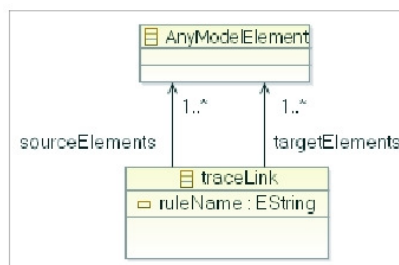 AnyModelElement
1..* 1..*
sourceElements targetElements
traceLink
ruleName : EString